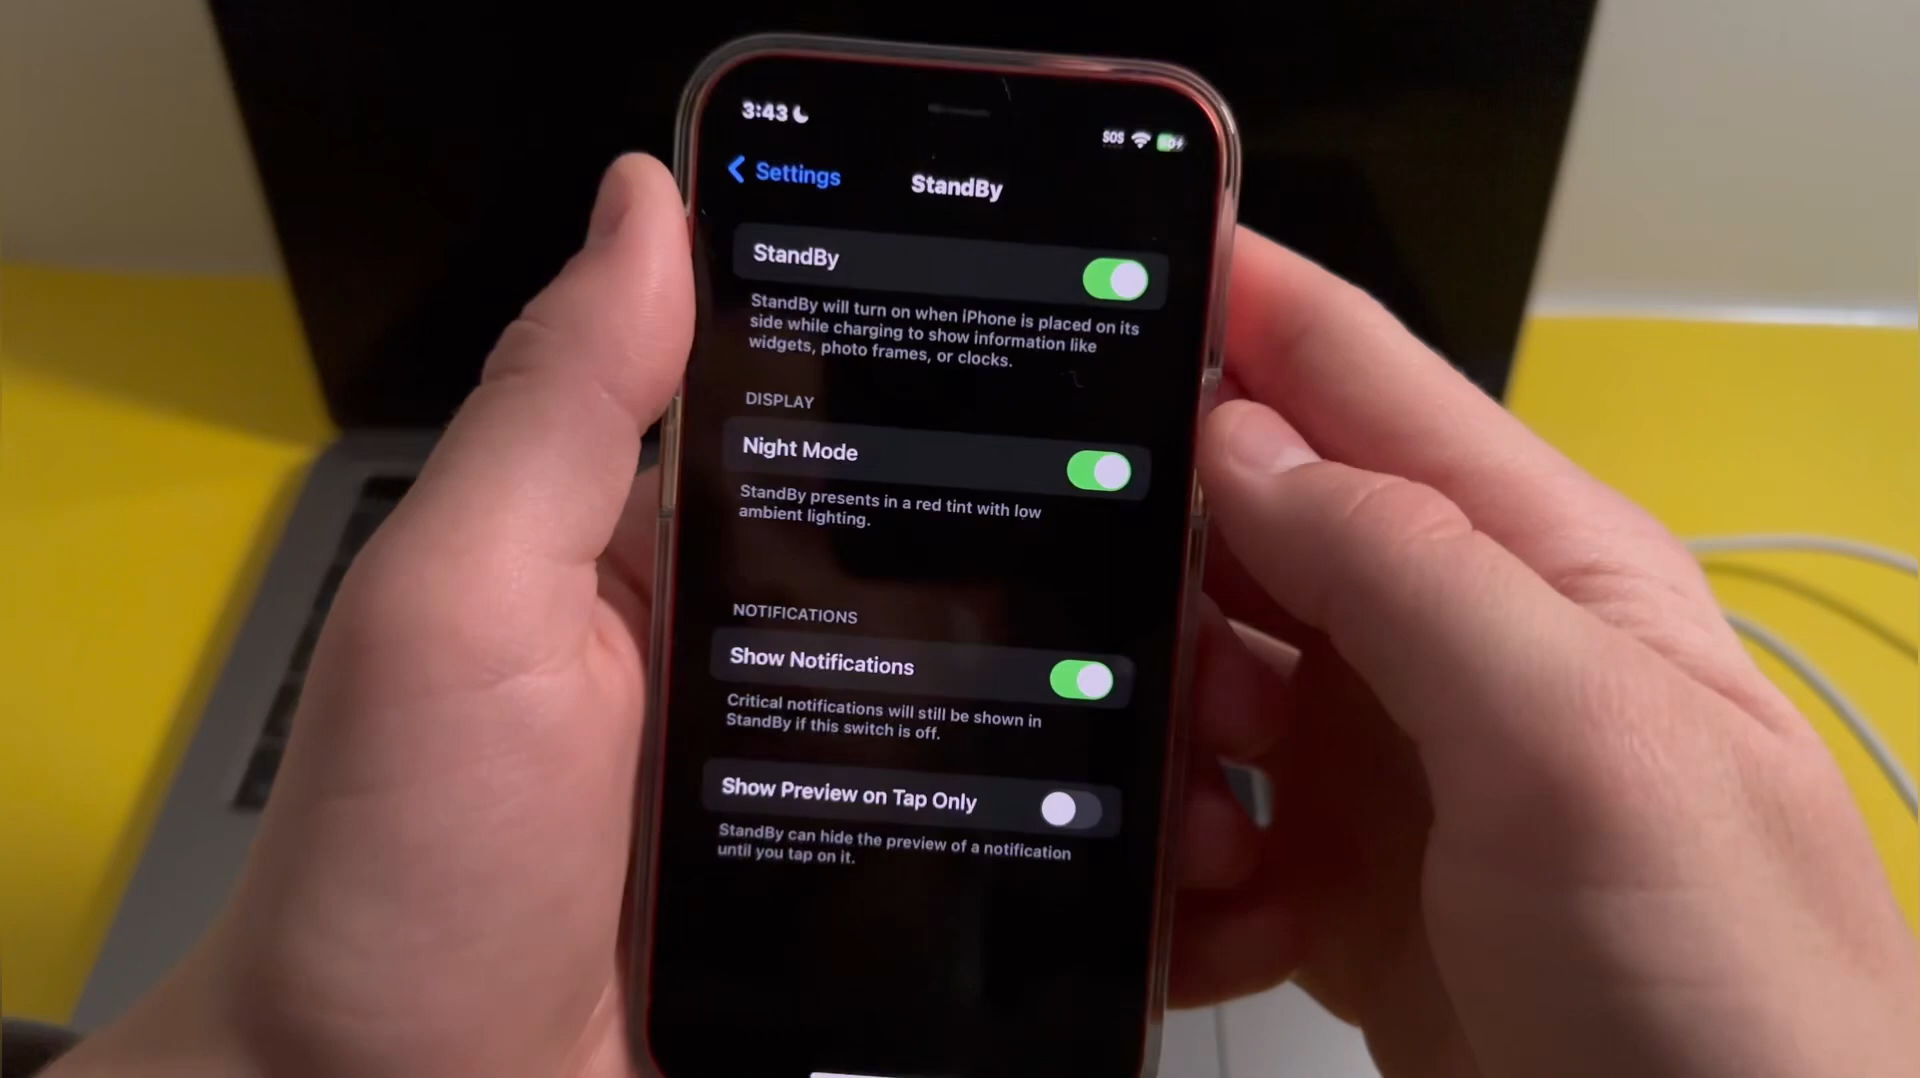 3:43
SOS
Settings
StandBy
StandBy
StandBy will turn on when iPhone is placed on its
side while charging to show information like
widgets, photo frames, or clocks.
DISPLAY
Night Mode
StandBy presents in a red tint with low
ambient lighting.
NOTIFICATIONS
Show Notifications
Critical notifications will still be shown in
StandBy if this switch is off.
Show Preview on Tap Only
StandBy can hide the preview of a notification
until you tap on it.